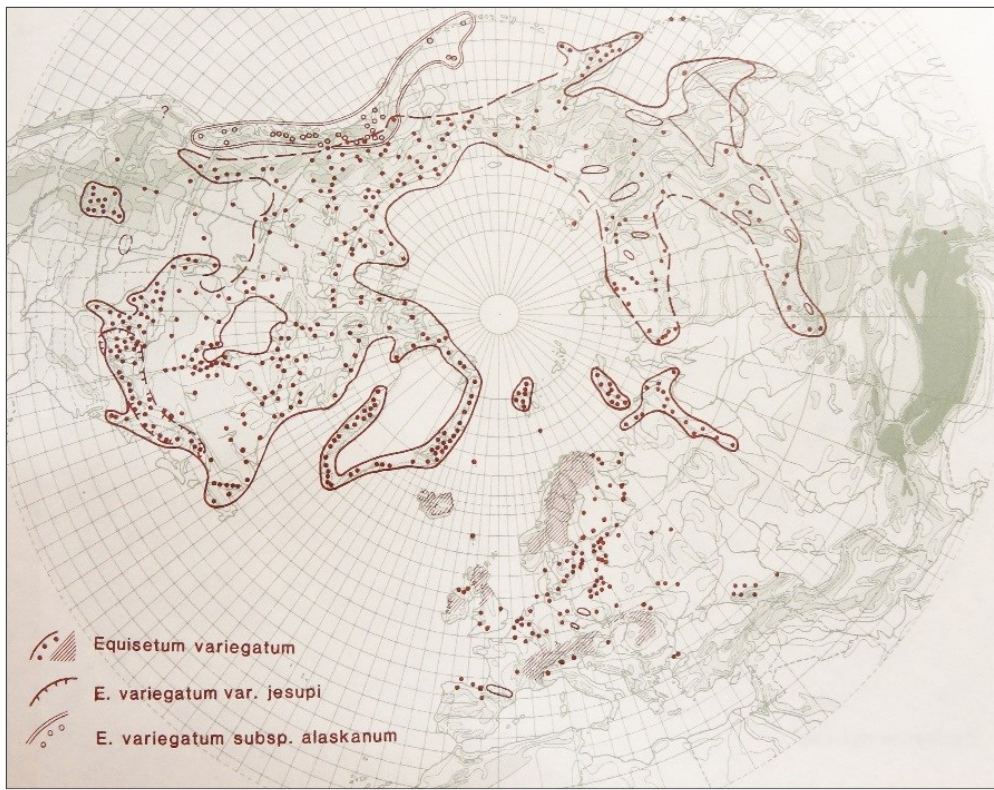 ?
Equisetum variegatum
E. variegatum var. jesupi
E. variegatum subsp. alaskanum